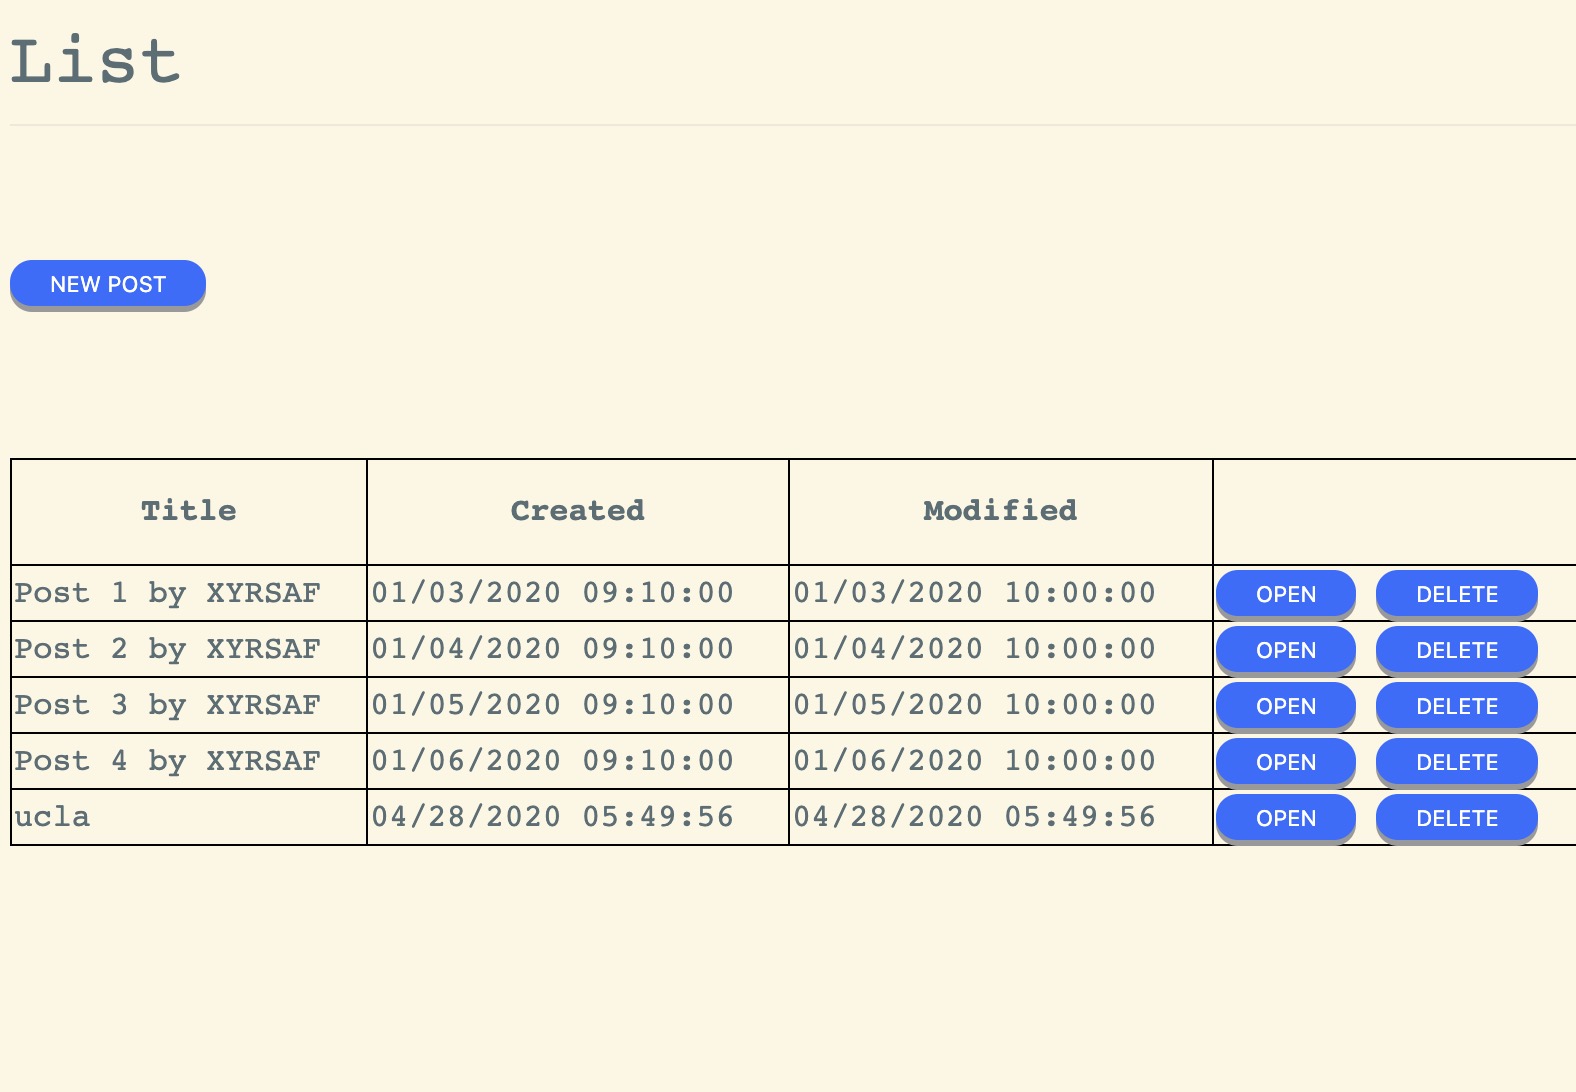 List
NEW POST
Title Created Modified
Post 1 by XYRSAF 01/03/2020 09:10:00 01/03/2020 10:00:00 OPEN DELETE
Post 2 by XYRSAF 01/04/2020 09:10:00 01/04/2020 10:00:00 OPEN DELETE
Post 3 by XYRSAF 01/05/2020 09:10:00 01/05/2020 10:00:00 OPEN DELETE
Post 4 by XYRSAF 01/06/2020 09:10:00 01/06/2020 10:00:00 OPEN DELETE
ucla 04/28/2020 05:49:56 04/28/2020 05:49:56 OPEN DELETE